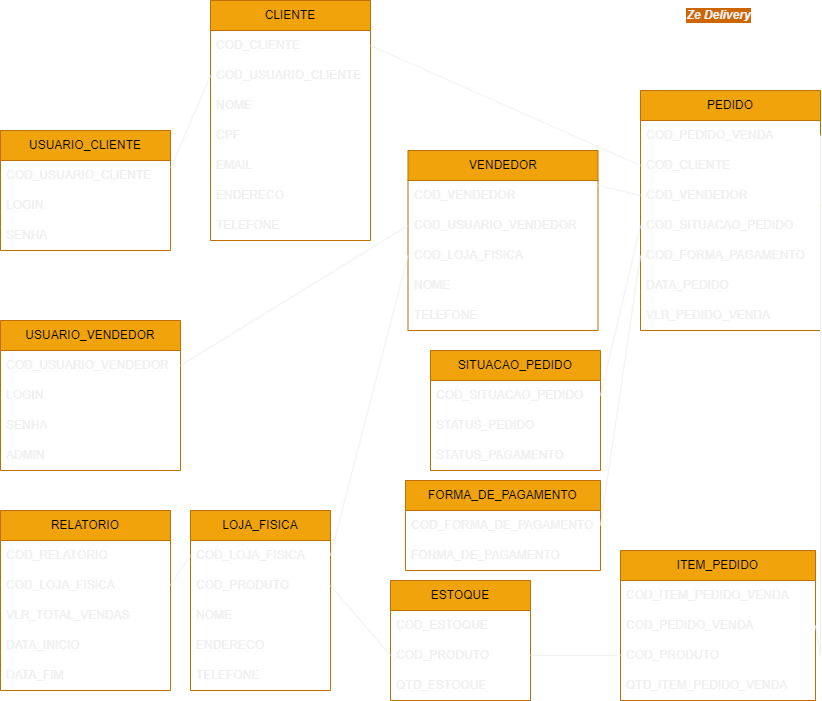 CLIENTE
COD_CLIENTE
COD_USUARIO_CLIENTE
NOME
CPF
EMAIL
ENDERECO
TELEFONE
Ze Delivery
PEDIDO
COD_PEDIDO_VENDA
COD_CLIENTE
COD_VENDEDOR
COD_SITUACAO_PEDIDO
COD_FORMA_PAGAMENTO
DATA_PEDIDO
VLR_PEDIDO_VENDA
USUARIO_CLIENTE
COD_USUARIO_CLIENTE
LOGIN
SENHA
VENDEDOR
COD_VENDEDOR
COD_USUARIO_VENDEDOR
COD_LOJA_FISICA
NOME
TELEFONE
USUARIO_VENDEDOR
COD_USUARIO_VENDEDOR
LOGIN
SENHA
ADMIN
SITUACAO_PEDIDO
COD_SITUACAO_PEDIDO
STATUS_PEDIDO
STATUS_PAGAMENTO
FORMA_DE_PAGAMENTO
COD_FORMA_DE_PAGAMENTO
FORMA_DE_PAGAMENTO
RELATORIO
COD_RELATORIO
COD_LOJA_FISICA
VLR_TOTAL_VENDAS
DATA_INICIO
DATA_FIM
LOJA_FISICA
COD_LOJA_FISICA
COD_PRODUTO
NOME
ENDERECO
TELEFONE
ESTOQUE
COD_ESTOQUE
COD_PRODUTO
QTD_ESTOQUE
ITEM_PEDIDO
COD_ITEM_PEDIDO_VENDA
COD_PEDIDO_VENDA
COD_PRODUTO
QTD_ITEM_PEDIDO_VENDA